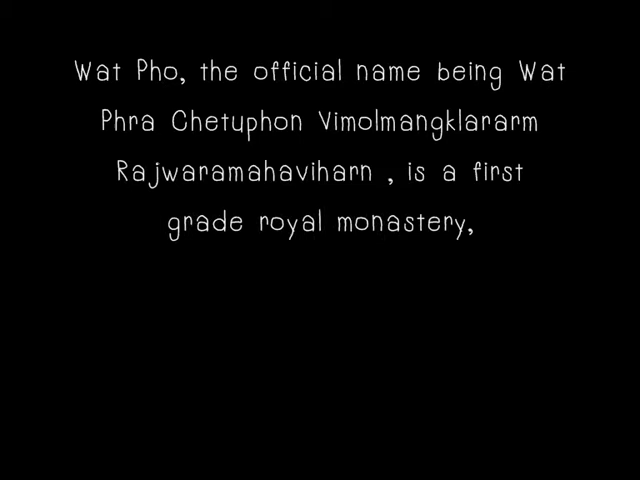 Wat Pho, the official name being Wat
Phra Chetuphon Vimolmangklararm
Rajwaramahaviharn , is a first
grade royal monastery,